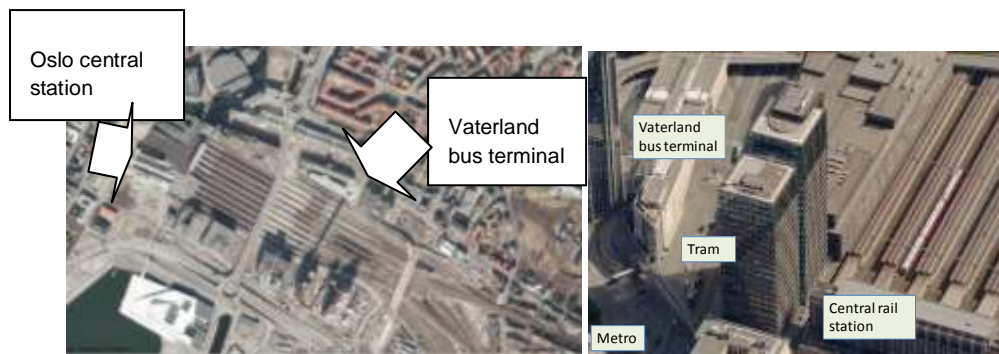 Oslo central
station
Vaterland
bus terminal
Vaterland
bus terminal
Tram
Central rail
station
Metro